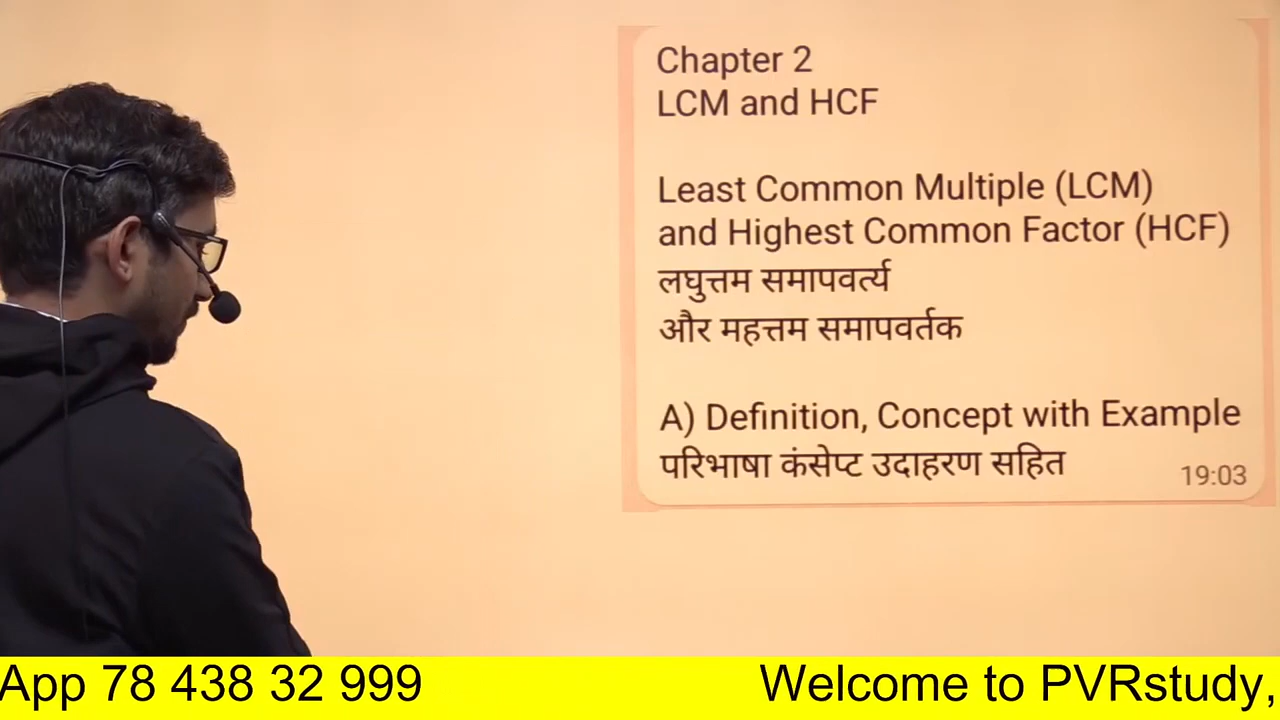 Chapter 2
LCM and HCF
Least Common Multiple (LCM)
and Highest Common Factor (HCF)
लघुत्तम समापवर्त्य
और महत्तम समापवर्तक
A) Definition, Concept with Example
परिभाषा कंसेप्ट उदाहरण सहित
19:03
App 78 438 32 999
Welcome to PVRstudy,